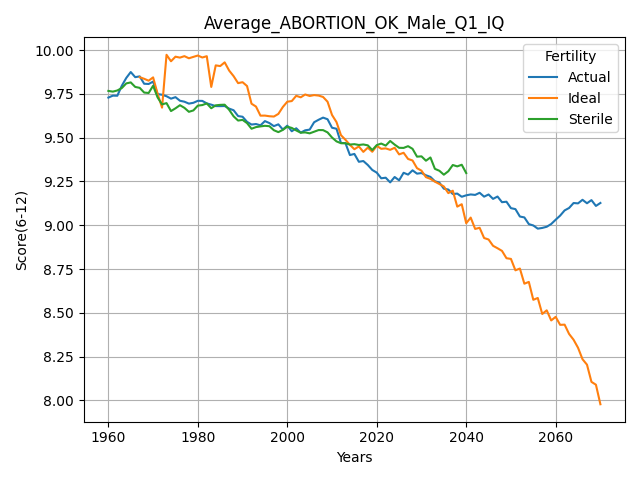 Average_ABORTION_OK_Male_Q1_IQ
Fertility
Actual
Ideal
Sterile
Score(6-12)
10.00
9.75
9.50
9.25
9.00
8.75
8.50
8.25
8.00
1960 1980 2000 2020 2040 2060
Years